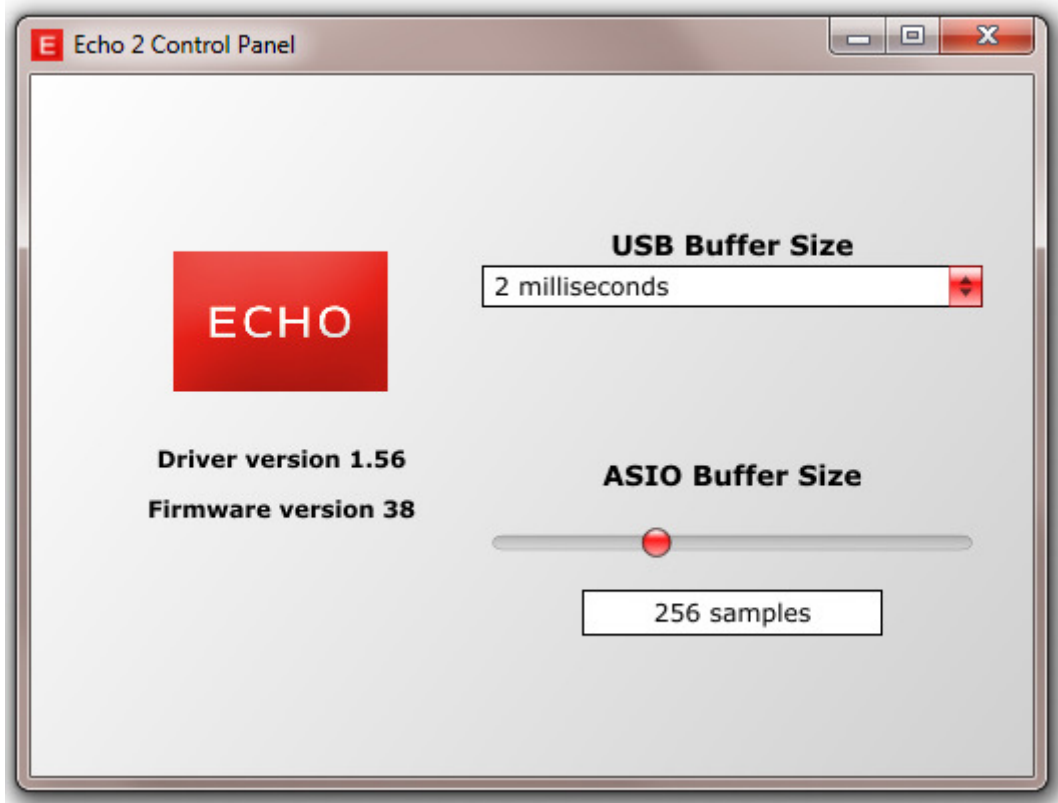 E Echo 2 Control Panel
USB Buffer Size
2 milliseconds
ECHO
Driver version 1.56
Firmware version 38
ASIO Buffer Size
256 samples